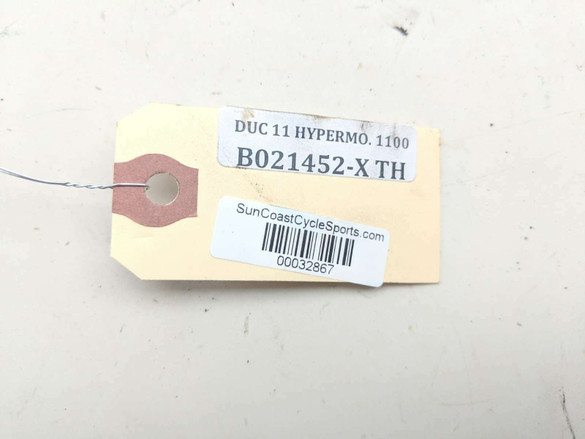 DUC 11 HYPERMO. 1100
B021452-X TH
SunCoastCycleSports.com
00032867